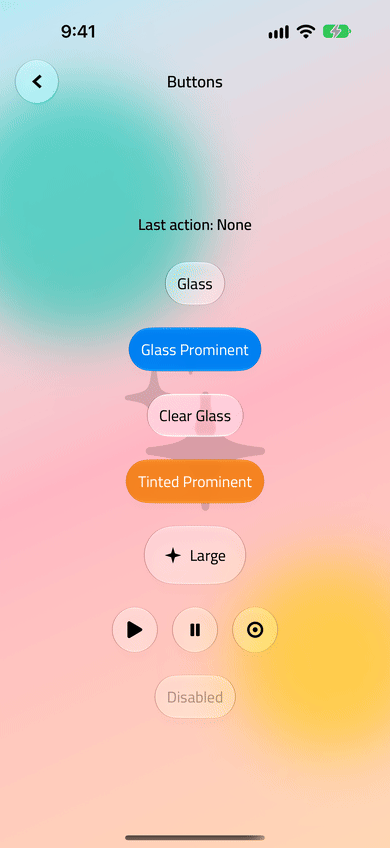 9:41
Buttons
Last action: None
Glass
Glass Prominent
Clear Glass
Tinted Prominent
Large
Disabled